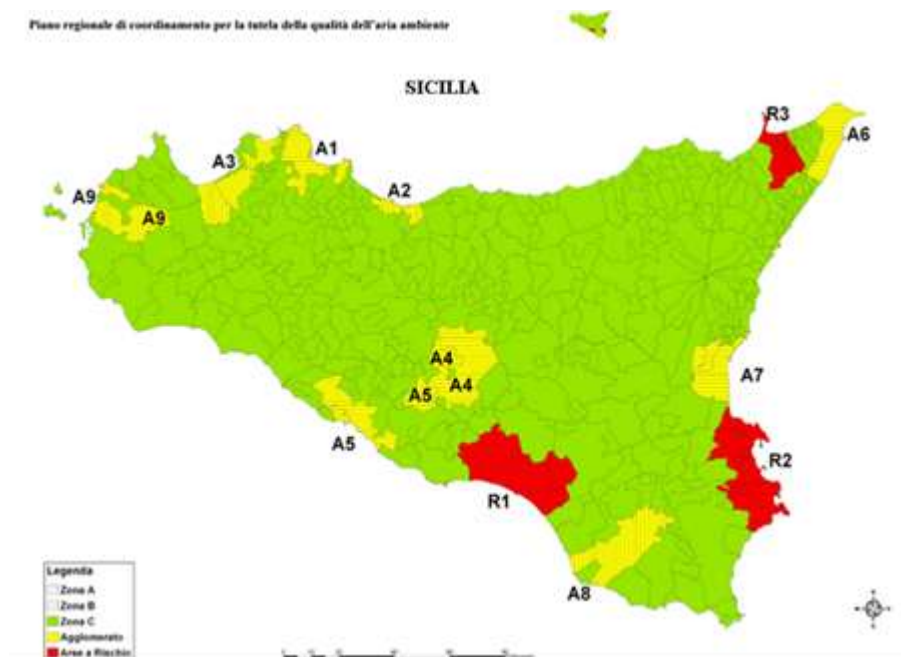 Piano regionale di coordinamento per la tutela della qualità dell'aria ambiente
SICILIA
R3
A6
A1
A3
A2
A9
A9
A4
A4
A5
A7
A5
R2
R1
A8
Legenda
Zona A
Zona B
Zona C
Agglomerato
Aree a Rischio